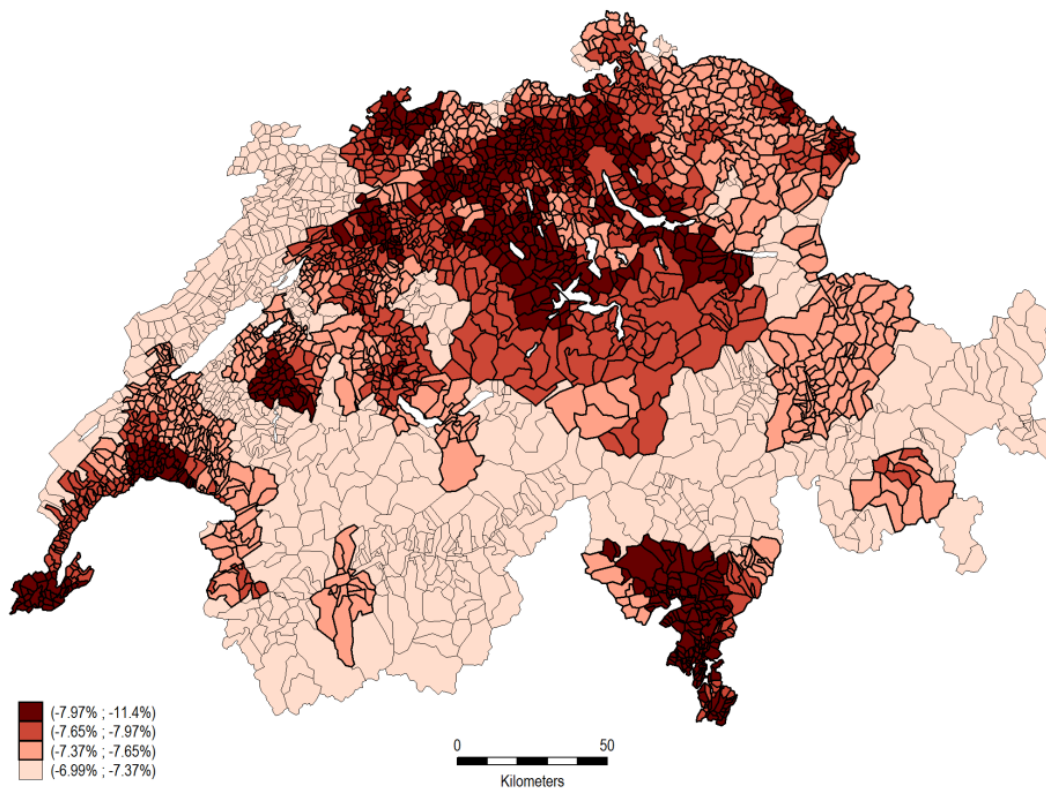 (-7.97% ; -11.4%)
(-7.65% ; -7.97%)
(-7.37% ; -7.65%)
(-6.99% ; -7.37%)
0 50
Kilometers